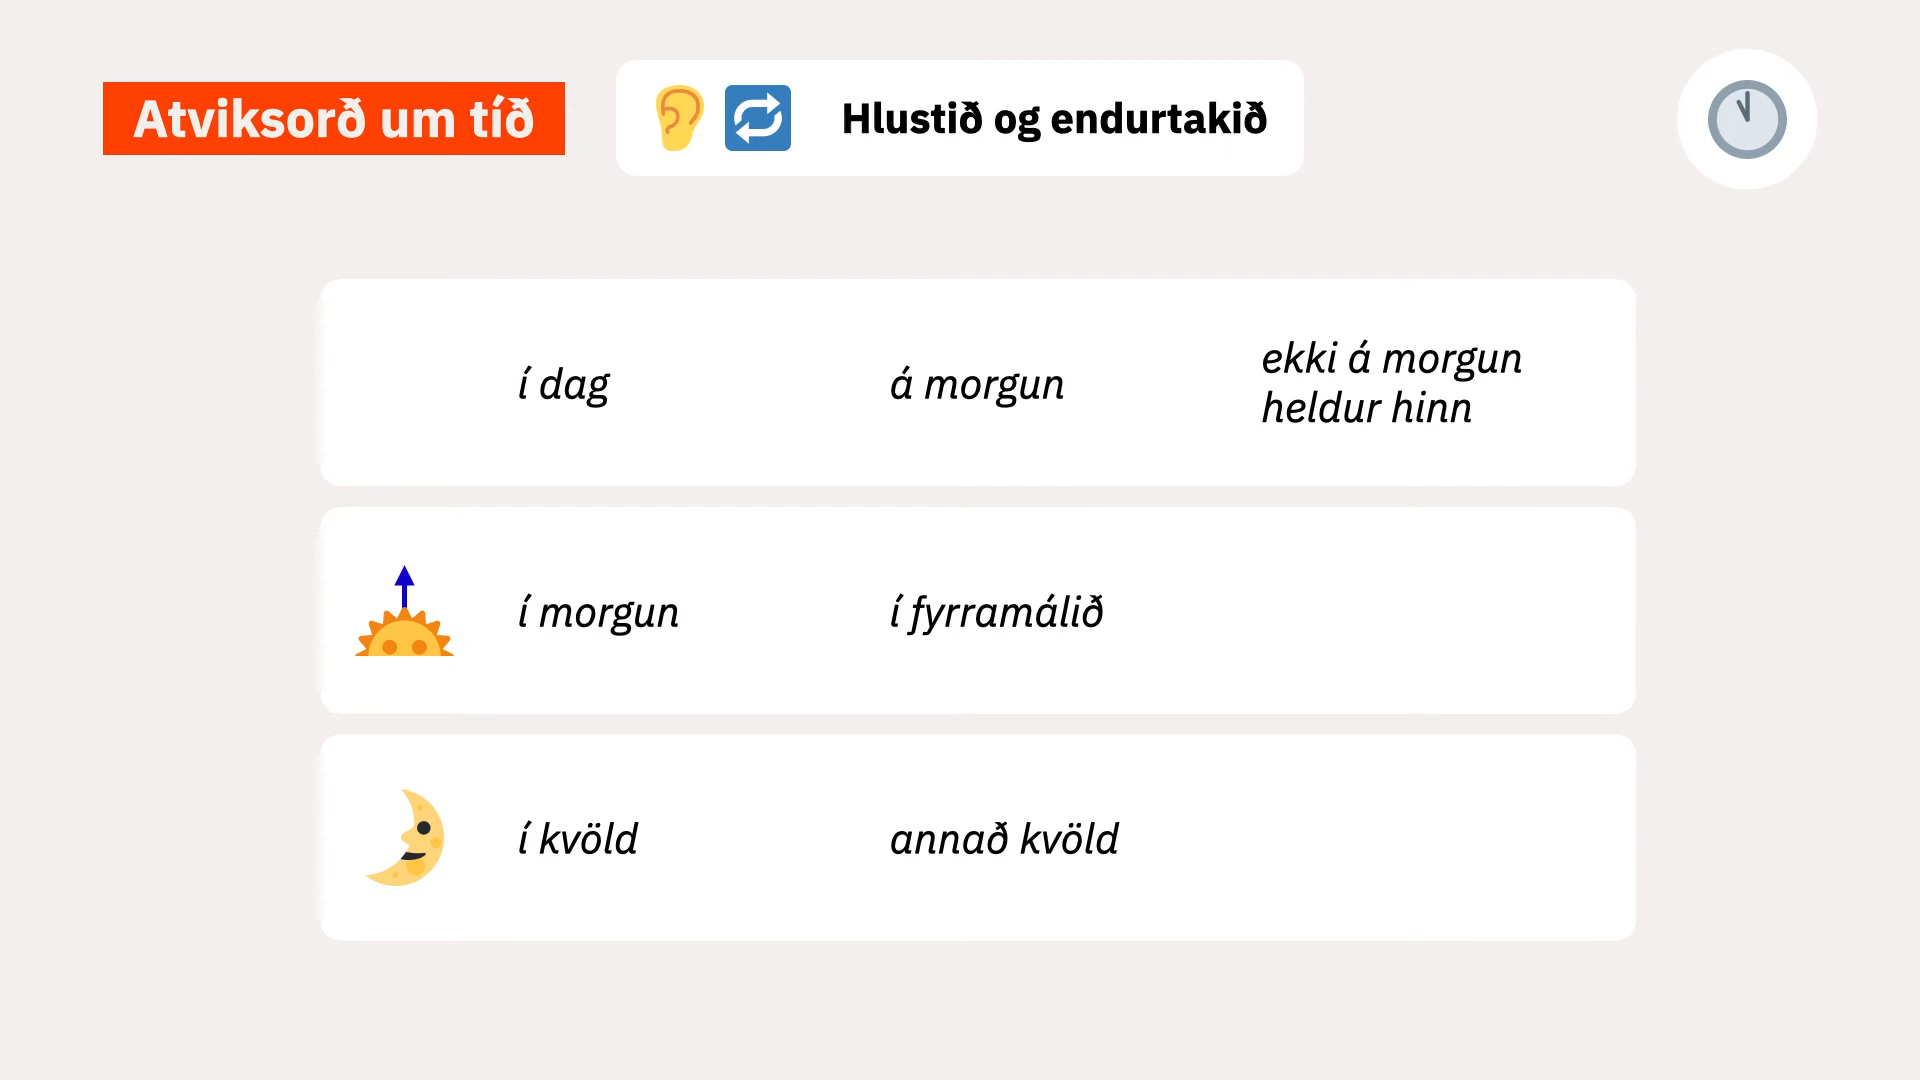 Atviksorð um tíð
Hlustið og endurtakið
í dag
á morgun
ekki á morgun
heldur hinn
í morgun
í fyrramálið
í kvöld
annað kvöld